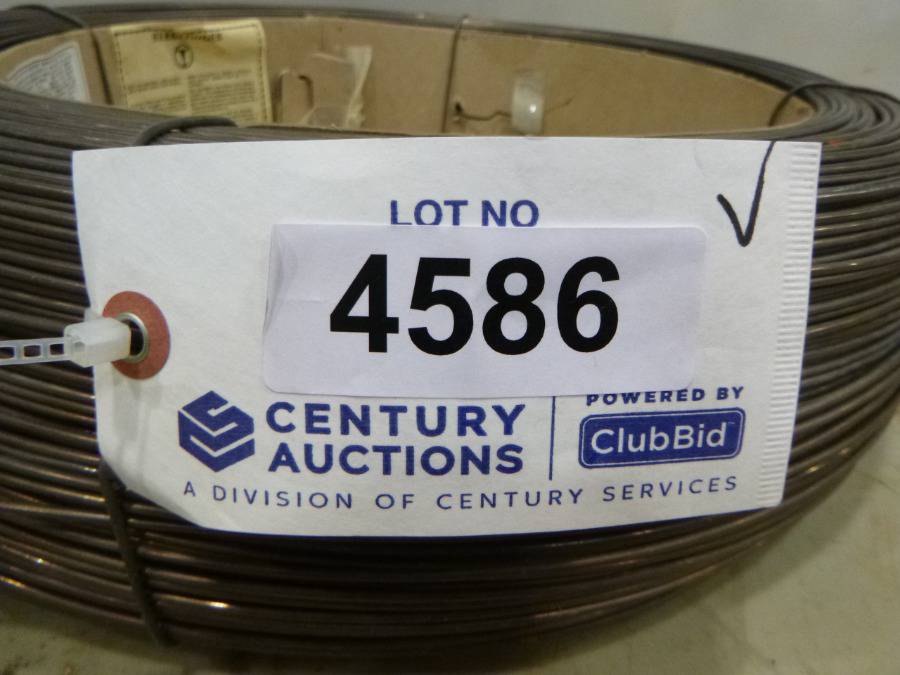 LOT NO
4586
CENTURY
AUCTIONS
POWERED BY
ClubBid
A DIVISION OF CENTURY SERVICES